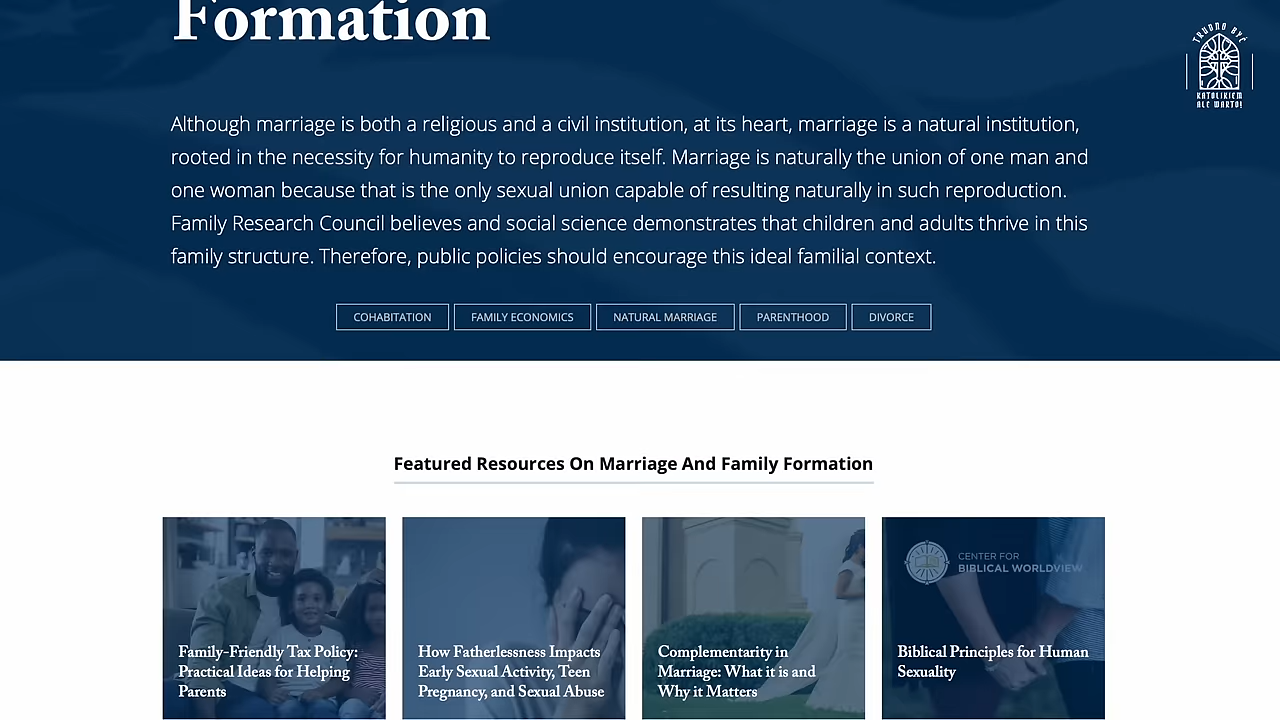 Formation
TRUDNO BYĆ
KATOLIKIEM
ALE WARTO!
Although marriage is both a religious and a civil institution, at its heart, marriage is a natural institution,
rooted in the necessity for humanity to reproduce itself. Marriage is naturally the union of one man and
one woman because that is the only sexual union capable of resulting naturally in such reproduction.
Family Research Council believes and social science demonstrates that children and adults thrive in this
family structure. Therefore, public policies should encourage this ideal familial context.
COHABITATION
FAMILY ECONOMICS
NATURAL MARRIAGE
PARENTHOOD
DIVORCE
Featured Resources On Marriage And Family Formation
Family-Friendly Tax Policy:
Practical Ideas for Helping
Parents
How Fatherlessness Impacts
Early Sexual Activity, Teen
Pregnancy, and Sexual Abuse
Complementarity in
Marriage: What it is and
Why it Matters
CENTER FOR
BIBLICAL WORLDVIEW
Biblical Principles for Human
Sexuality